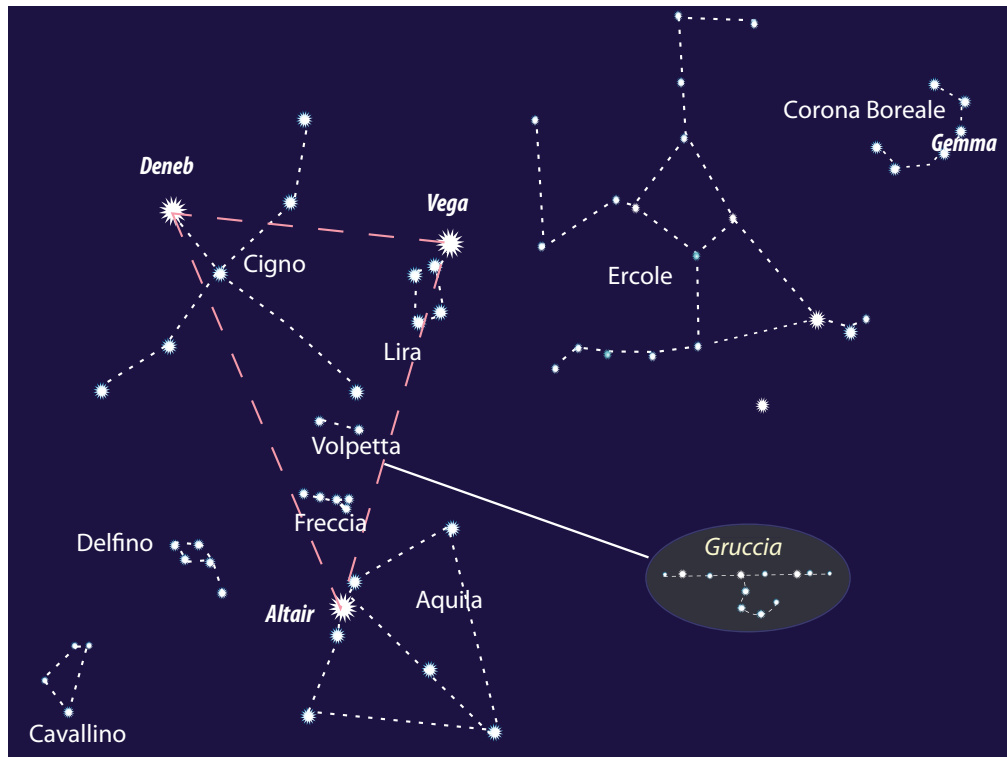 Corona Boreale
Gemma
Deneb
Vega
Cigno
Ercole
Lira
Volpetta
Freccia
Delfino
Gruccia
Altair
Aquila
Cavallino